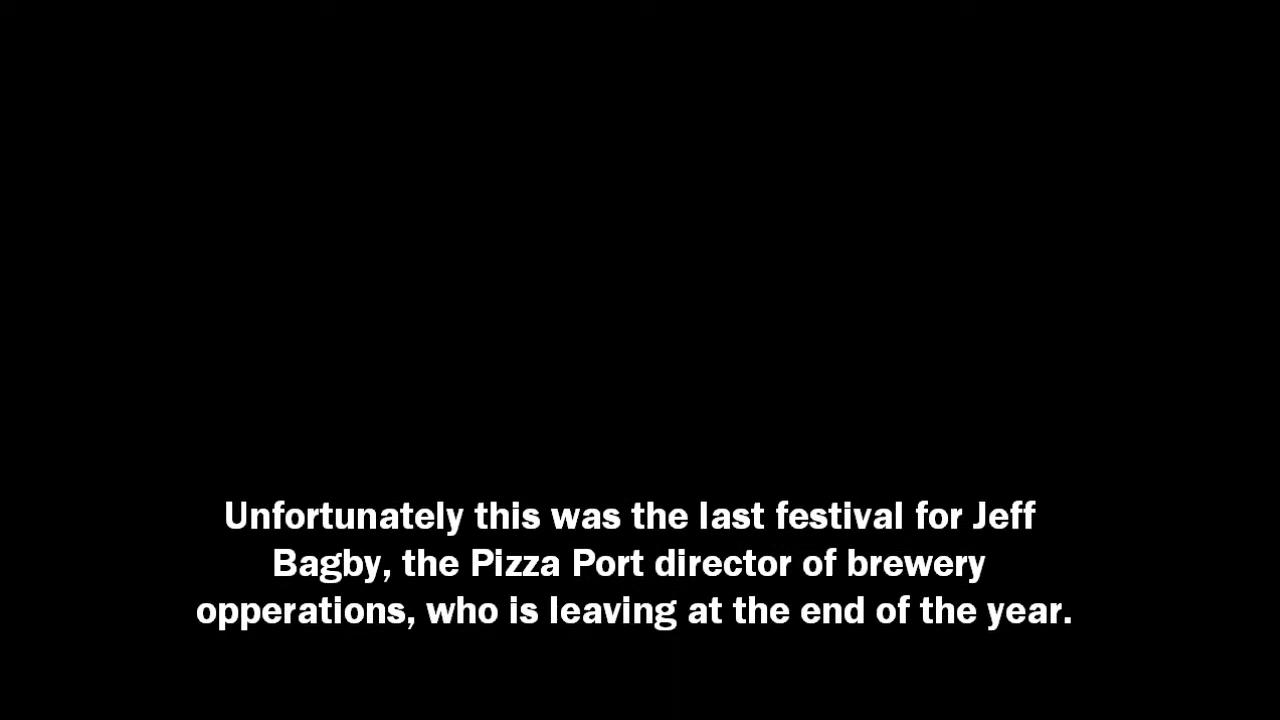 Unfortunately this was the last festival for Jeff
Bagby, the Pizza Port director of brewery
opperations, who is leaving at the end of the year.